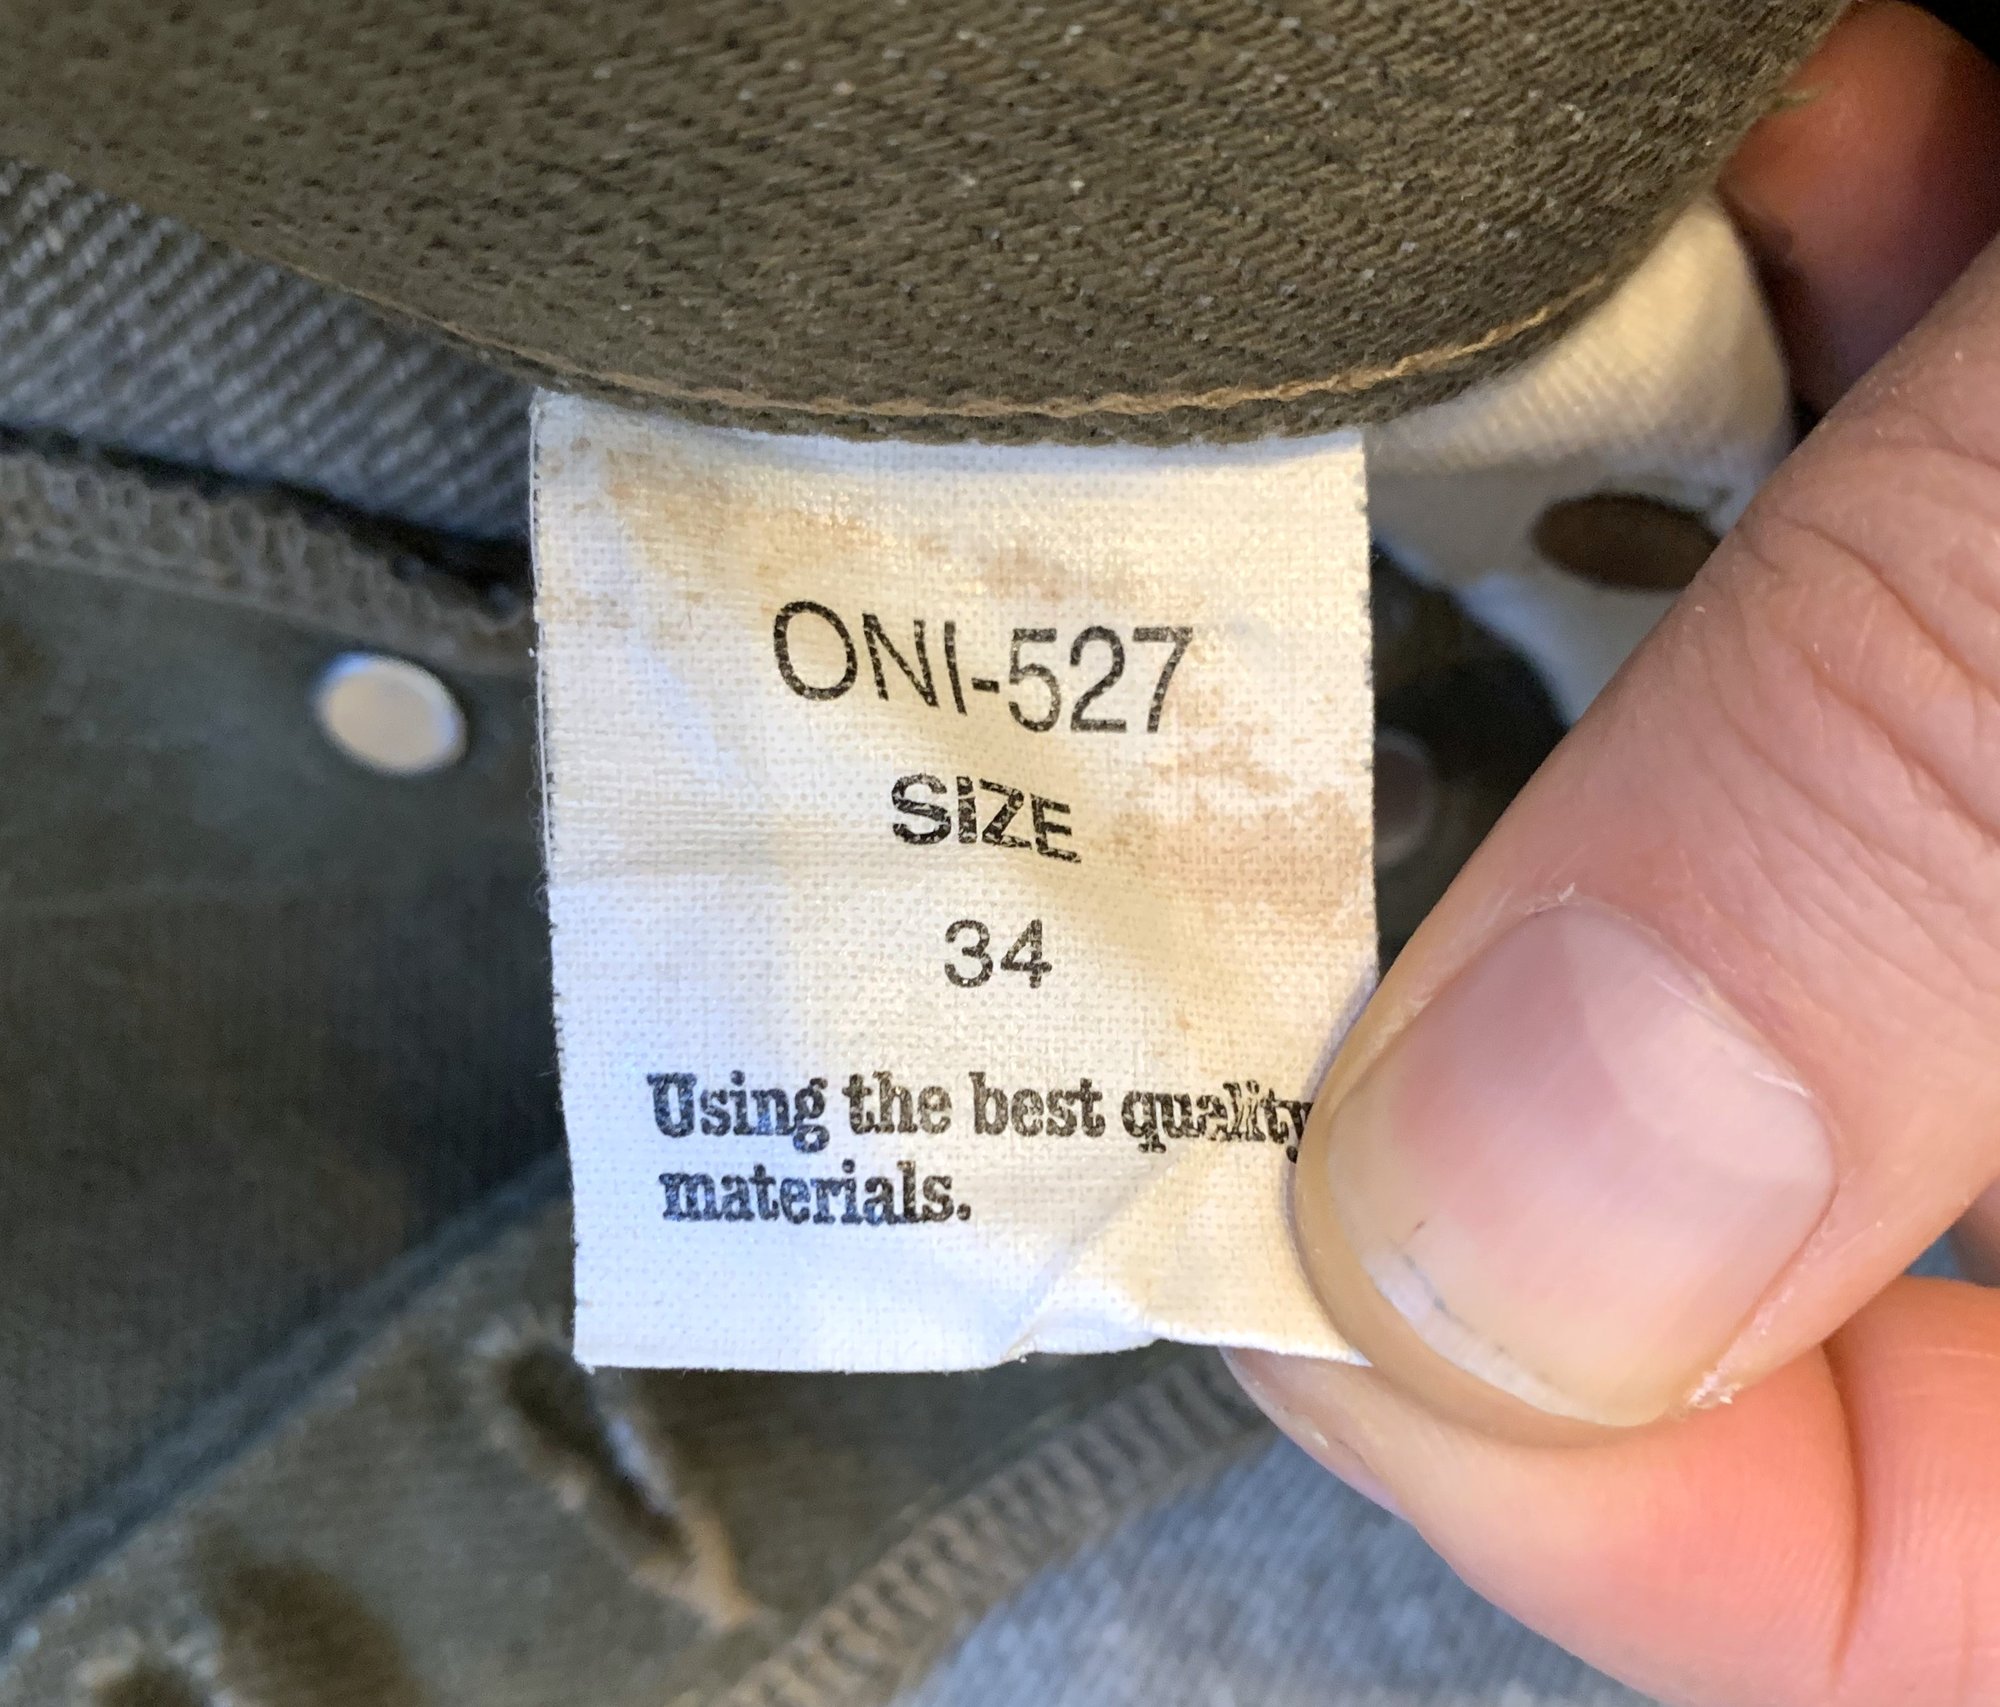 ONI-527
SiZE
34
Using the best quality
materials.